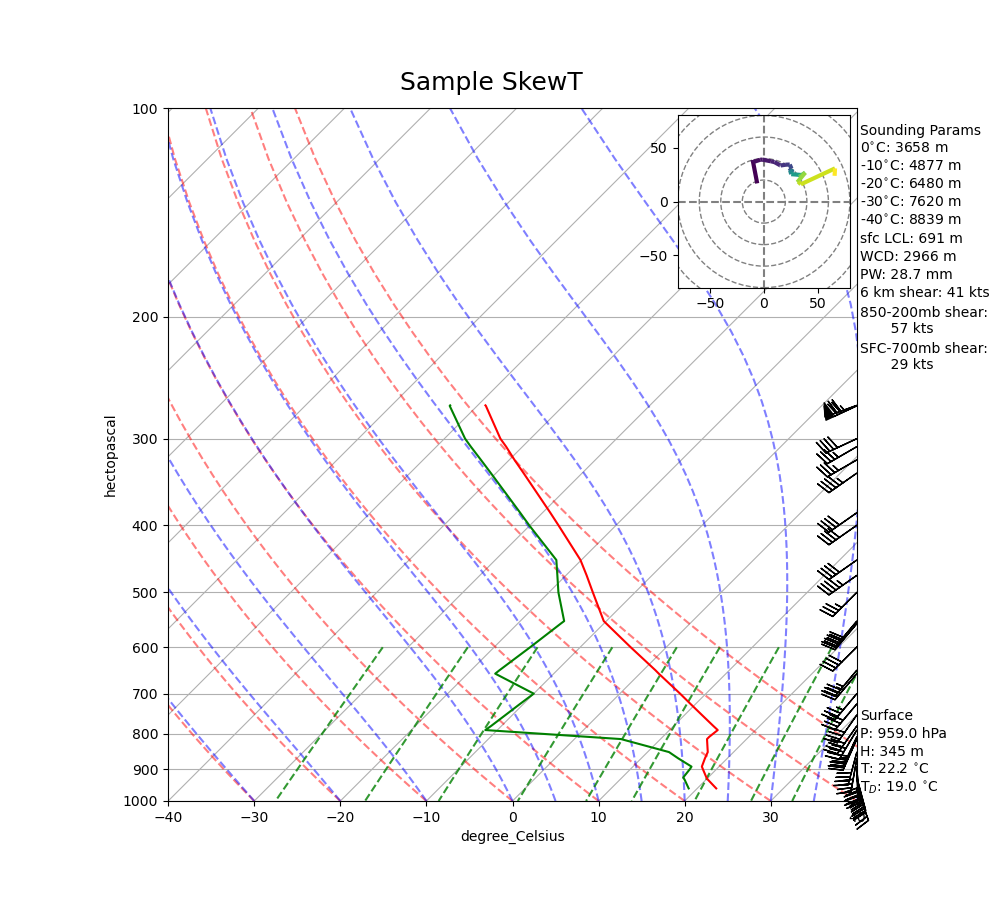 Sample SkewT
100
200
300
400
500
600
700
800
900
1000
hectopascal
−40
−30
−20
−10
0
10
20
30
degree_Celsius
50
0
−50
−50
0
50
Sounding Params
0˚C: 3658 m
-10˚C: 4877 m
-20˚C: 6480 m
-30˚C: 7620 m
-40˚C: 8839 m
sfc LCL: 691 m
WCD: 2966 m
PW: 28.7 mm
6 km shear: 41 kts
850-200mb shear:
57 kts
SFC-700mb shear:
29 kts
Surface
P: 959.0 hPa
H: 345 m
T: 22.2 ˚C
T_D: 19.0 ˚C